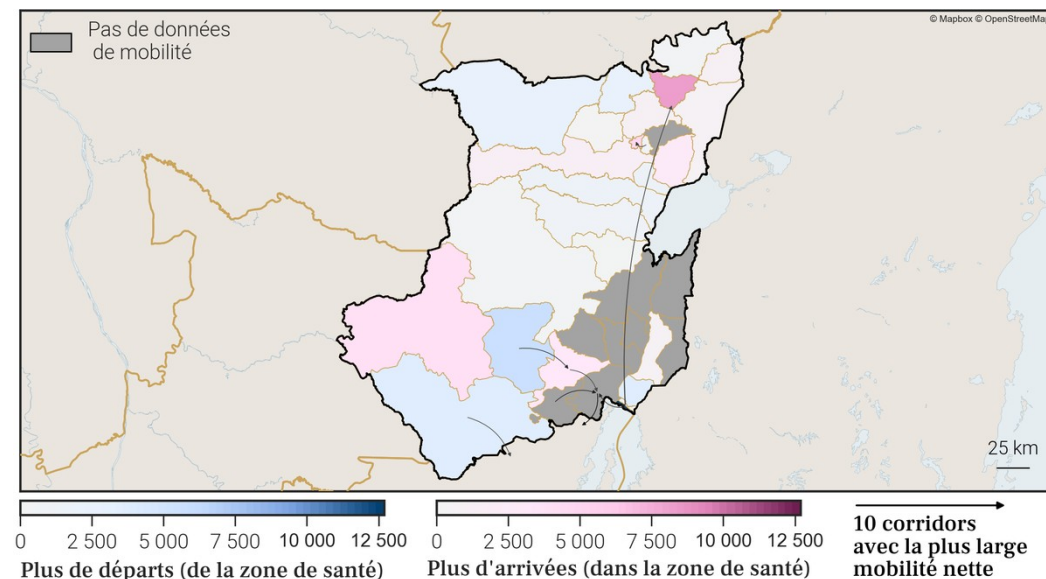 Pas de données
de mobilité
© Mapbox © OpenStreetMap
25 km
0 2 500 5 000 7 500 10 000 12 500
Plus de départs (de la zone de santé)
0 2 500 5 000 7 500 10 000 12 500
Plus d'arrivées (dans la zone de santé)
10 corridors
avec la plus large
mobilité nette